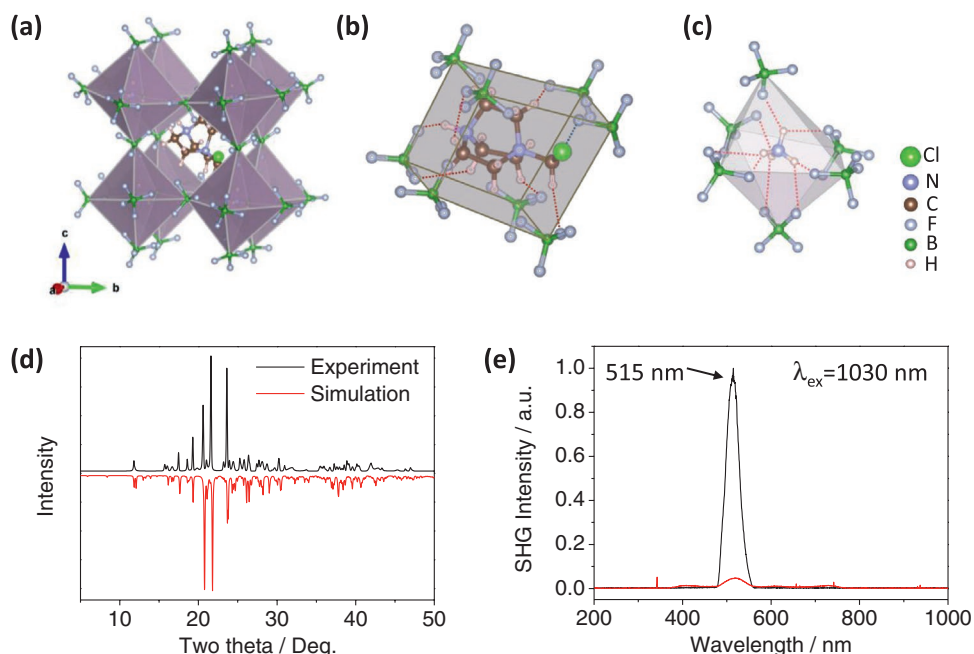 (a)
(b)
(c)
c
a
b
Cl
N
C
F
B
H
(d)
Experiment
Simulation
Intensity
10 20 30 40 50
Two theta / Deg.
(e)
515 nm
λex=1030 nm
SHG Intensity / a.u.
1.0
0.8
0.6
0.4
0.2
0.0
200 400 600 800 1000
Wavelength / nm